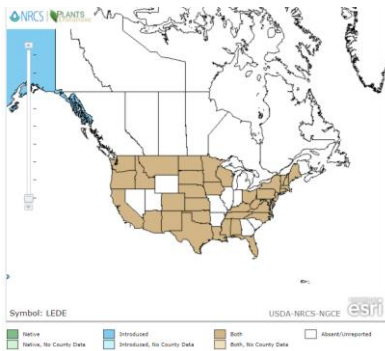 NRCS PLANTS
Symbol: LEDE USDA-NRCS-NGCE esri
Native Introduced Both Absent/Unreported
Native, No County Data Introduced, No County Data Both, No County Data